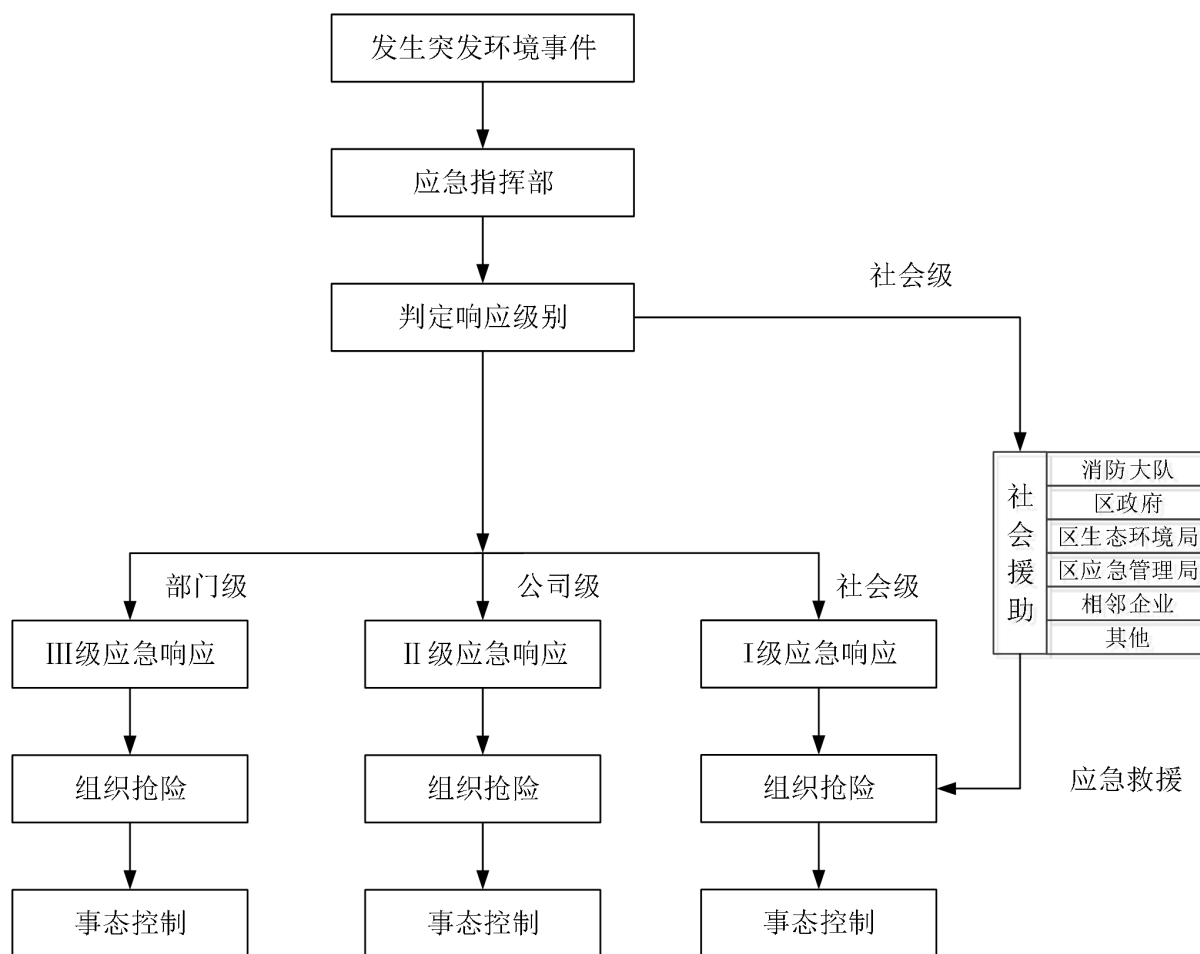 发生突发环境事件
应急指挥部
判定响应级别
社会级
社会援助
消防大队
区政府
区生态环境局
区应急管理局
相邻企业
其他
部门级
公司级
社会级
III级应急响应
II级应急响应
I级应急响应
组织抢险
组织抢险
组织抢险
应急救援
事态控制
事态控制
事态控制